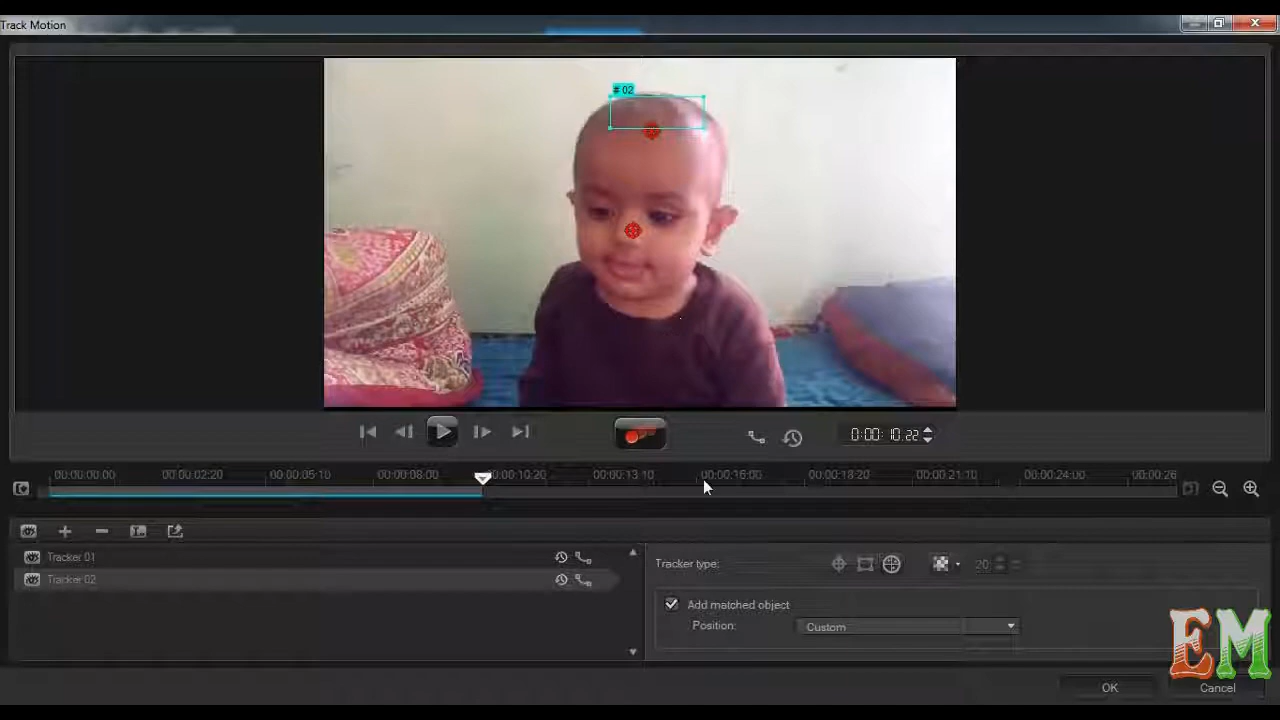 Track Motion
# 02
0:00:10.22
00:00:00:00 00:00:02:20 00:00:05:10 00:00:08:00 00:00:10:20 00:00:13:10 00:00:16:00 00:00:18:20 00:00:21:10 00:00:24:00 00:00:26
Tracker 01
Tracker 02
Tracker type:
20
Add matched object
Position: Custom
EM
OK Cancel